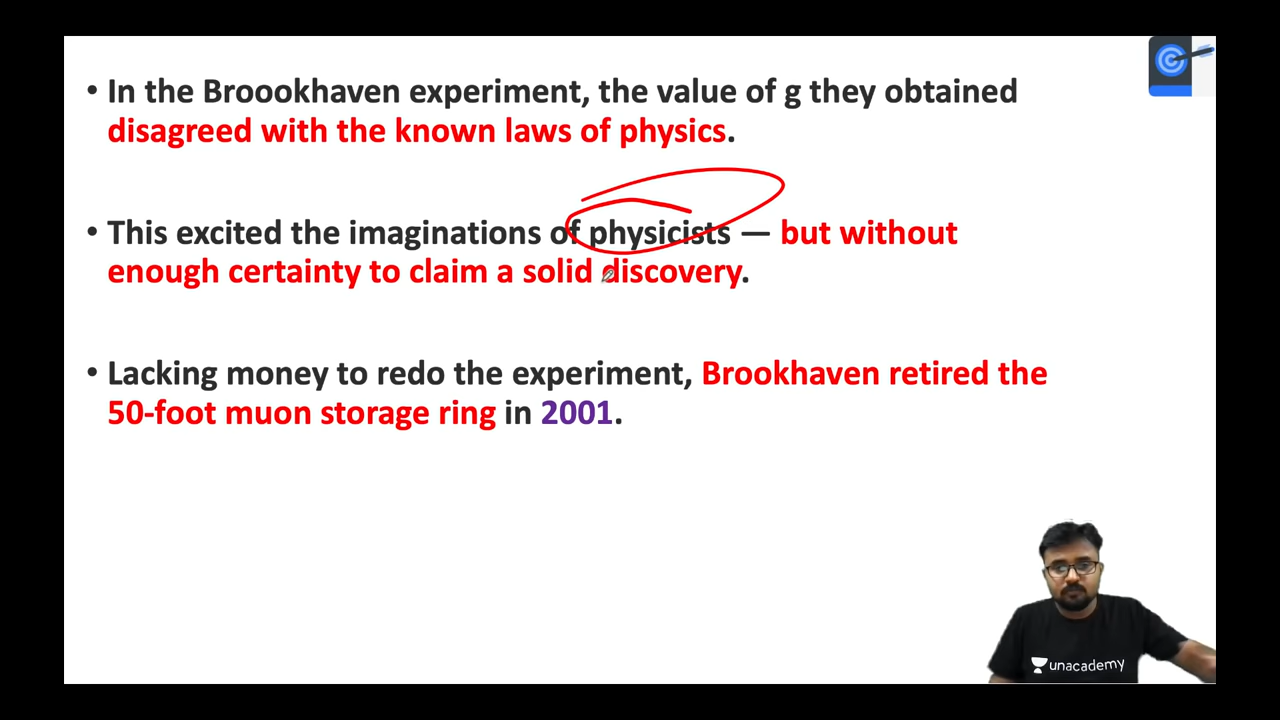 • In the Broookhaven experiment, the value of g they obtained
disagreed with the known laws of physics.
• This excited the imaginations of physicists — but without
enough certainty to claim a solid discovery.
• Lacking money to redo the experiment, Brookhaven retired the
50-foot muon storage ring in 2001.
unacademy